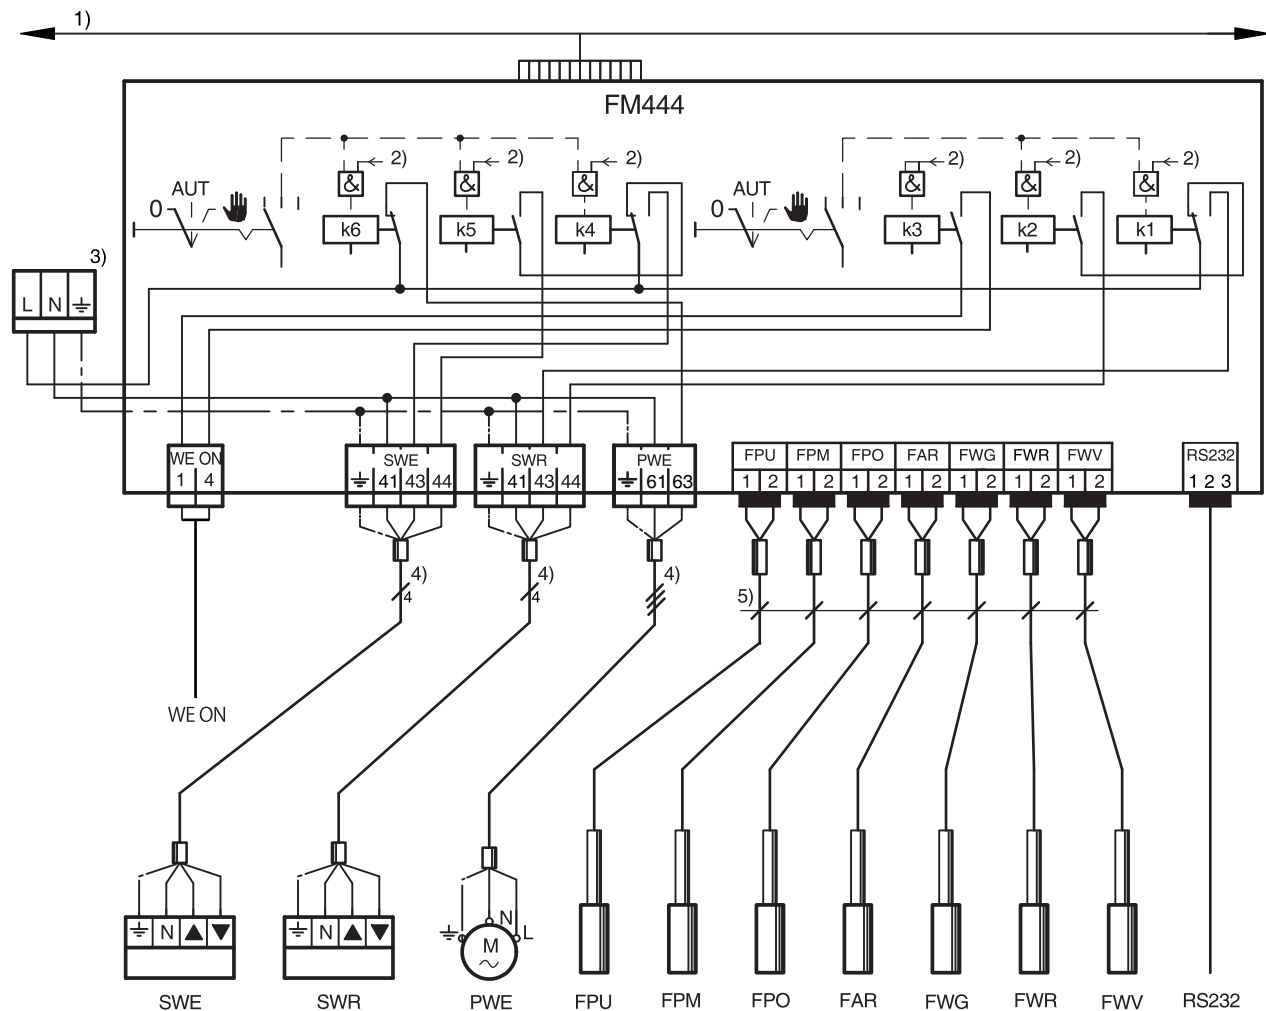 1)
FM444
2) 2) 2) 2) 2) 2)
& & & & & &
AUT AUT
0 0
k6 k5 k4 k3 k2 k1
3)
L N
WE ON SWE SWR PWE FPU FPM FPO FAR FWG FWR FWV RS232
1 4 41 43 44 41 43 44 61 63 1 2 1 2 1 2 1 2 1 2 1 2 1 2 1 2 3
4) 4) 4)
4 4
5)
WE ON
N N N L
M
SWE SWR PWE FPU FPM FPO FAR FWG FWR FWV RS232